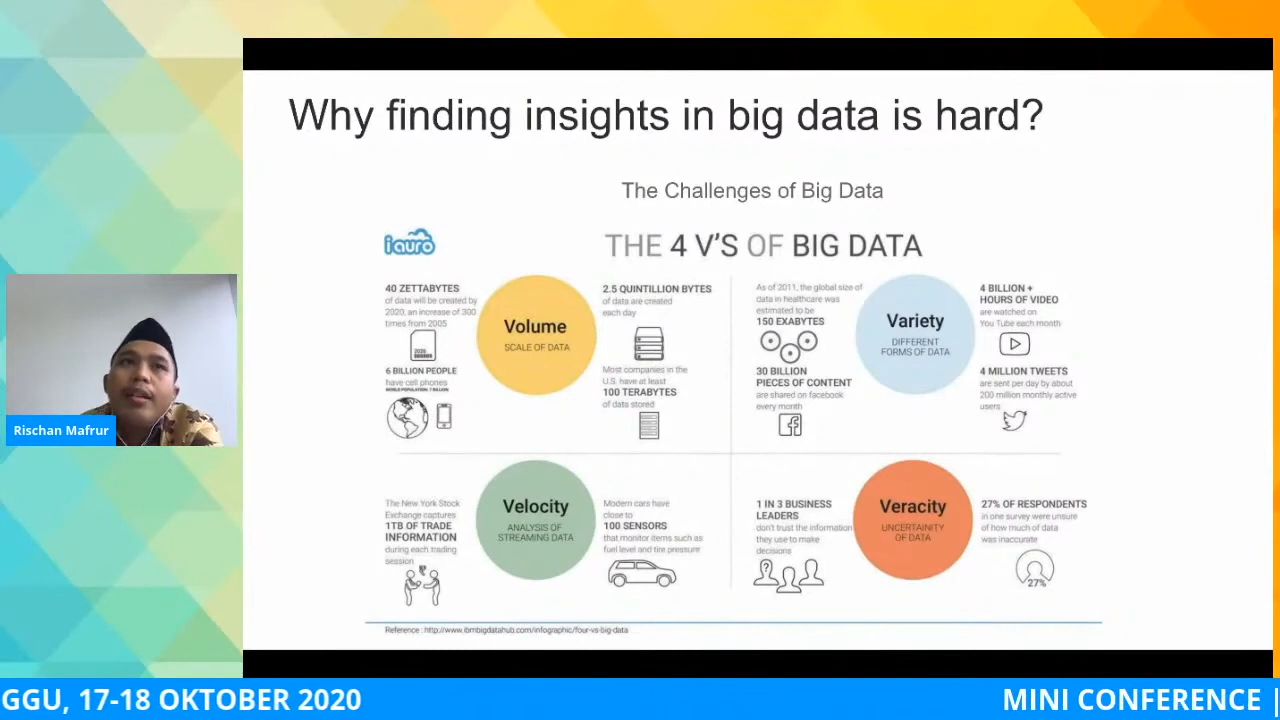 Why finding insights in big data is hard?
The Challenges of Big Data
iauro
THE 4 V'S OF BIG DATA
40 ZETTABYTES
of data will be created by
2020, an increase of 300
times from 2005
6 BILLION PEOPLE
have cell phones
WORLD POPULATION: 7 BILLION
Volume
SCALE OF DATA
2.5 QUINTILLION BYTES
of data are created
each day
Most companies in the
U.S. have at least
100 TERABYTES
of data stored
As of 2011, the global size of
data in healthcare was
estimated to be
150 EXABYTES
30 BILLION
PIECES OF CONTENT
are shared on facebook
every month
Variety
DIFFERENT
FORMS OF DATA
4 BILLION +
HOURS OF VIDEO
are watched on
You Tube each month
4 MILLION TWEETS
are sent per day by about
200 million monthly active
users
The New York Stock
Exchange captures
1TB OF TRADE
INFORMATION
during each trading
session
Velocity
ANALYSIS OF
STREAMING DATA
Modern cars have
close to
100 SENSORS
that monitor items such as
fuel level and tire pressure
1 IN 3 BUSINESS
LEADERS
don't trust the information
they use to make
decisions
Veracity
UNCERTAINITY
OF DATA
27% OF RESPONDENTS
in one survey were unsure
of how much of data
was inaccurate
27%
Reference : http://www.ibmbigdatahub.com/infographic/four-vs-big-data
Rischan Mafrur
GGU, 17-18 OKTOBER 2020
MINI CONFERENCE |